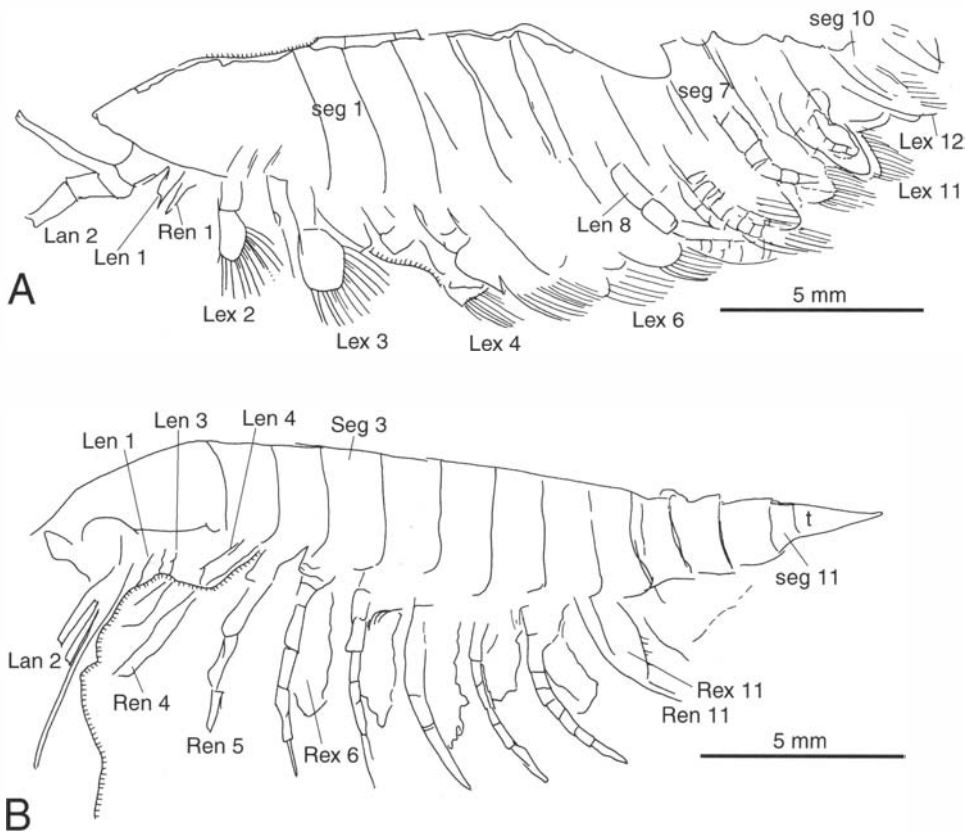 seg 10
seg 1
seg 7
Lex 12
Lex 11
Lan 2
Len 1
Ren 1
Len 8
A
5 mm
Lex 2
Lex 6
Lex 3
Lex 4
Len 4
Len 3
Seg 3
Len 1
t
seg 11
Lan 2
Ren 4
Rex 11
Ren 11
Ren 5
Rex 6
5 mm
B